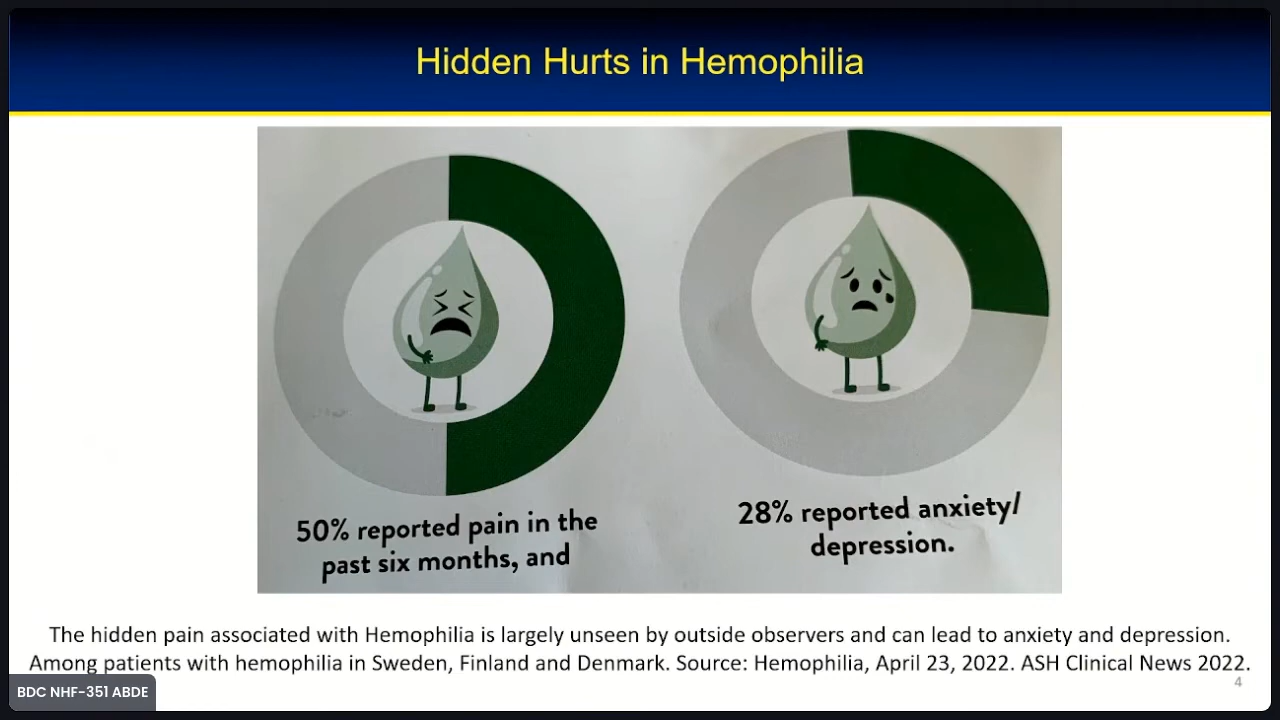 Hidden Hurts in Hemophilia
50% reported pain in the
past six months, and
28% reported anxiety/
depression.
The hidden pain associated with Hemophilia is largely unseen by outside observers and can lead to anxiety and depression.
Among patients with hemophilia in Sweden, Finland and Denmark. Source: Hemophilia, April 23, 2022. ASH Clinical News 2022.
4
BDC NHF-351 ABDE